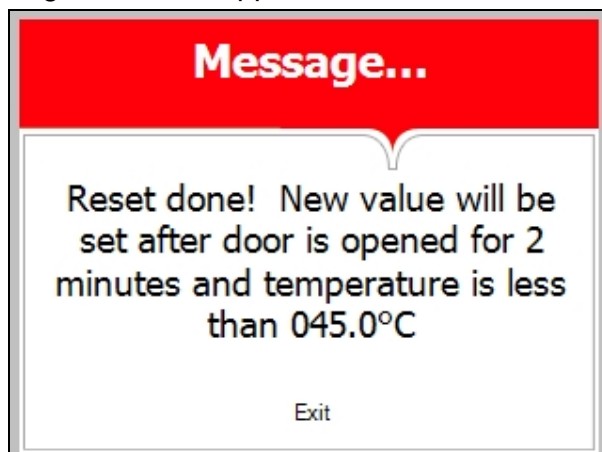 Message...
Reset done!  New value will be
set after door is opened for 2
minutes and temperature is less
than 045.0°C
Exit